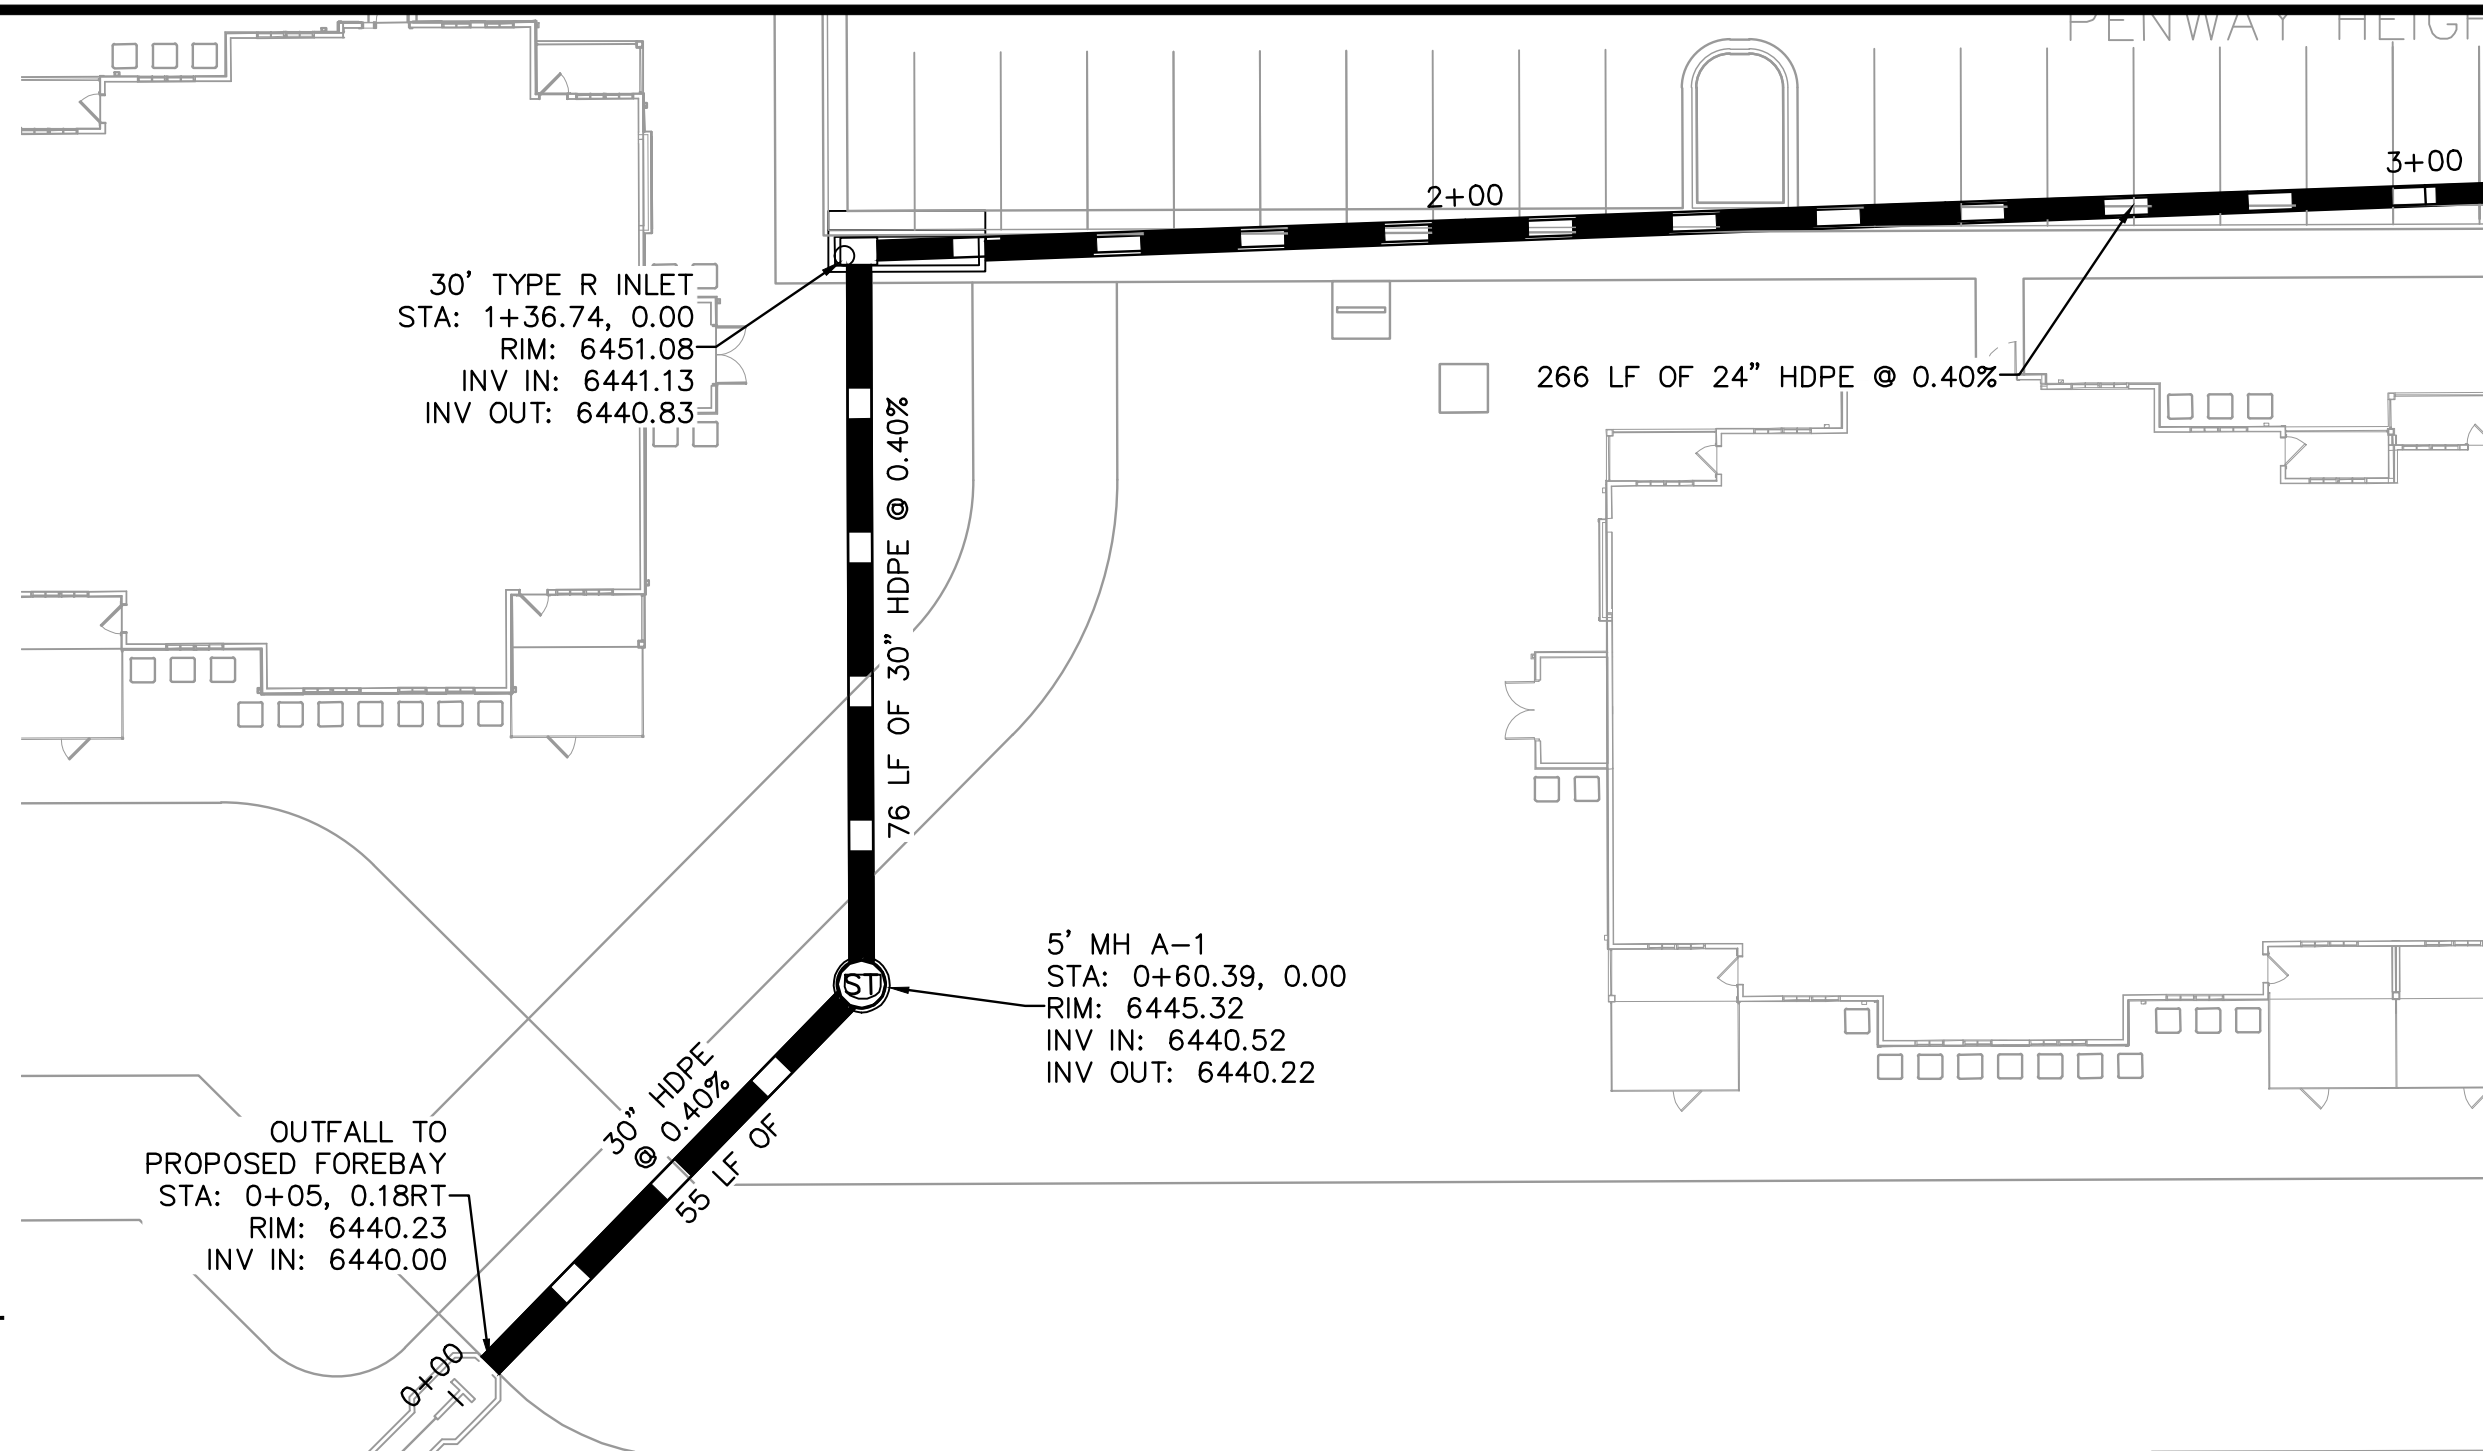 PENWAY
3+00
2+00
30' TYPE R INLET
STA: 1+36.74, 0.00
RIM: 6451.08
INV IN: 6441.13
INV OUT: 6440.83
266 LF OF 24" HDPE @ 0.40%
76 LF OF 30" HDPE @ 0.40%
5' MH A-1
STA: 0+60.39, 0.00
RIM: 6445.32
INV IN: 6440.52
INV OUT: 6440.22
ST
55 LF OF
30" HDPE
@ 0.40%
OUTFALL TO
PROPOSED FOREBAY
STA: 0+05, 0.18RT
RIM: 6440.23
INV IN: 6440.00
0+00